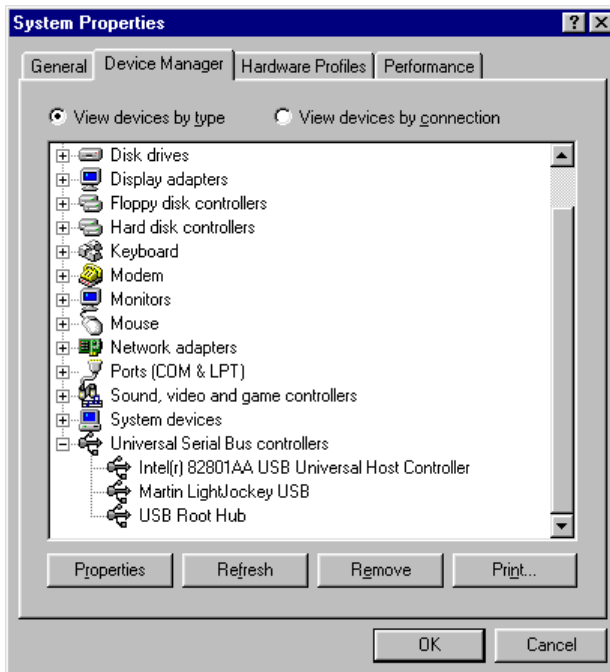 System Properties
General
Device Manager
Hardware Profiles
Performance
View devices by type
View devices by connection
Disk drives
Display adapters
Floppy disk controllers
Hard disk controllers
Keyboard
Modem
Monitors
Mouse
Network adapters
Ports (COM & LPT)
Sound, video and game controllers
System devices
Universal Serial Bus controllers
Intel(r) 82801AA USB Universal Host Controller
Martin LightJockey USB
USB Root Hub
Properties
Refresh
Remove
Print...
OK
Cancel